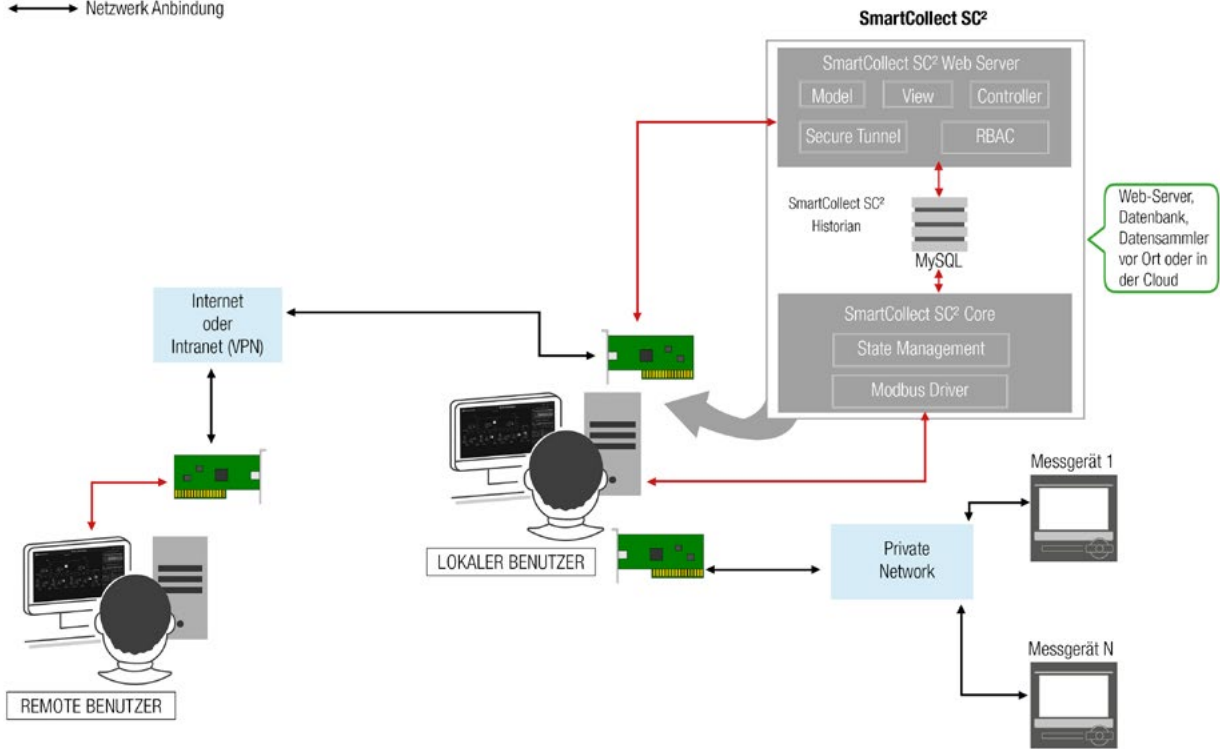 Netzwerk Anbindung
SmartCollect SC²
SmartCollect SC² Web Server
Model
View
Controller
Secure Tunnel
RBAC
SmartCollect SC²
Historian
MySQL
Web-Server,
Datenbank,
Datensammler
vor Ort oder in
der Cloud
SmartCollect SC² Core
State Management
Modbus Driver
Internet
oder
Intranet (VPN)
LOKALER BENUTZER
Private
Network
Messgerät 1
Messgerät N
REMOTE BENUTZER